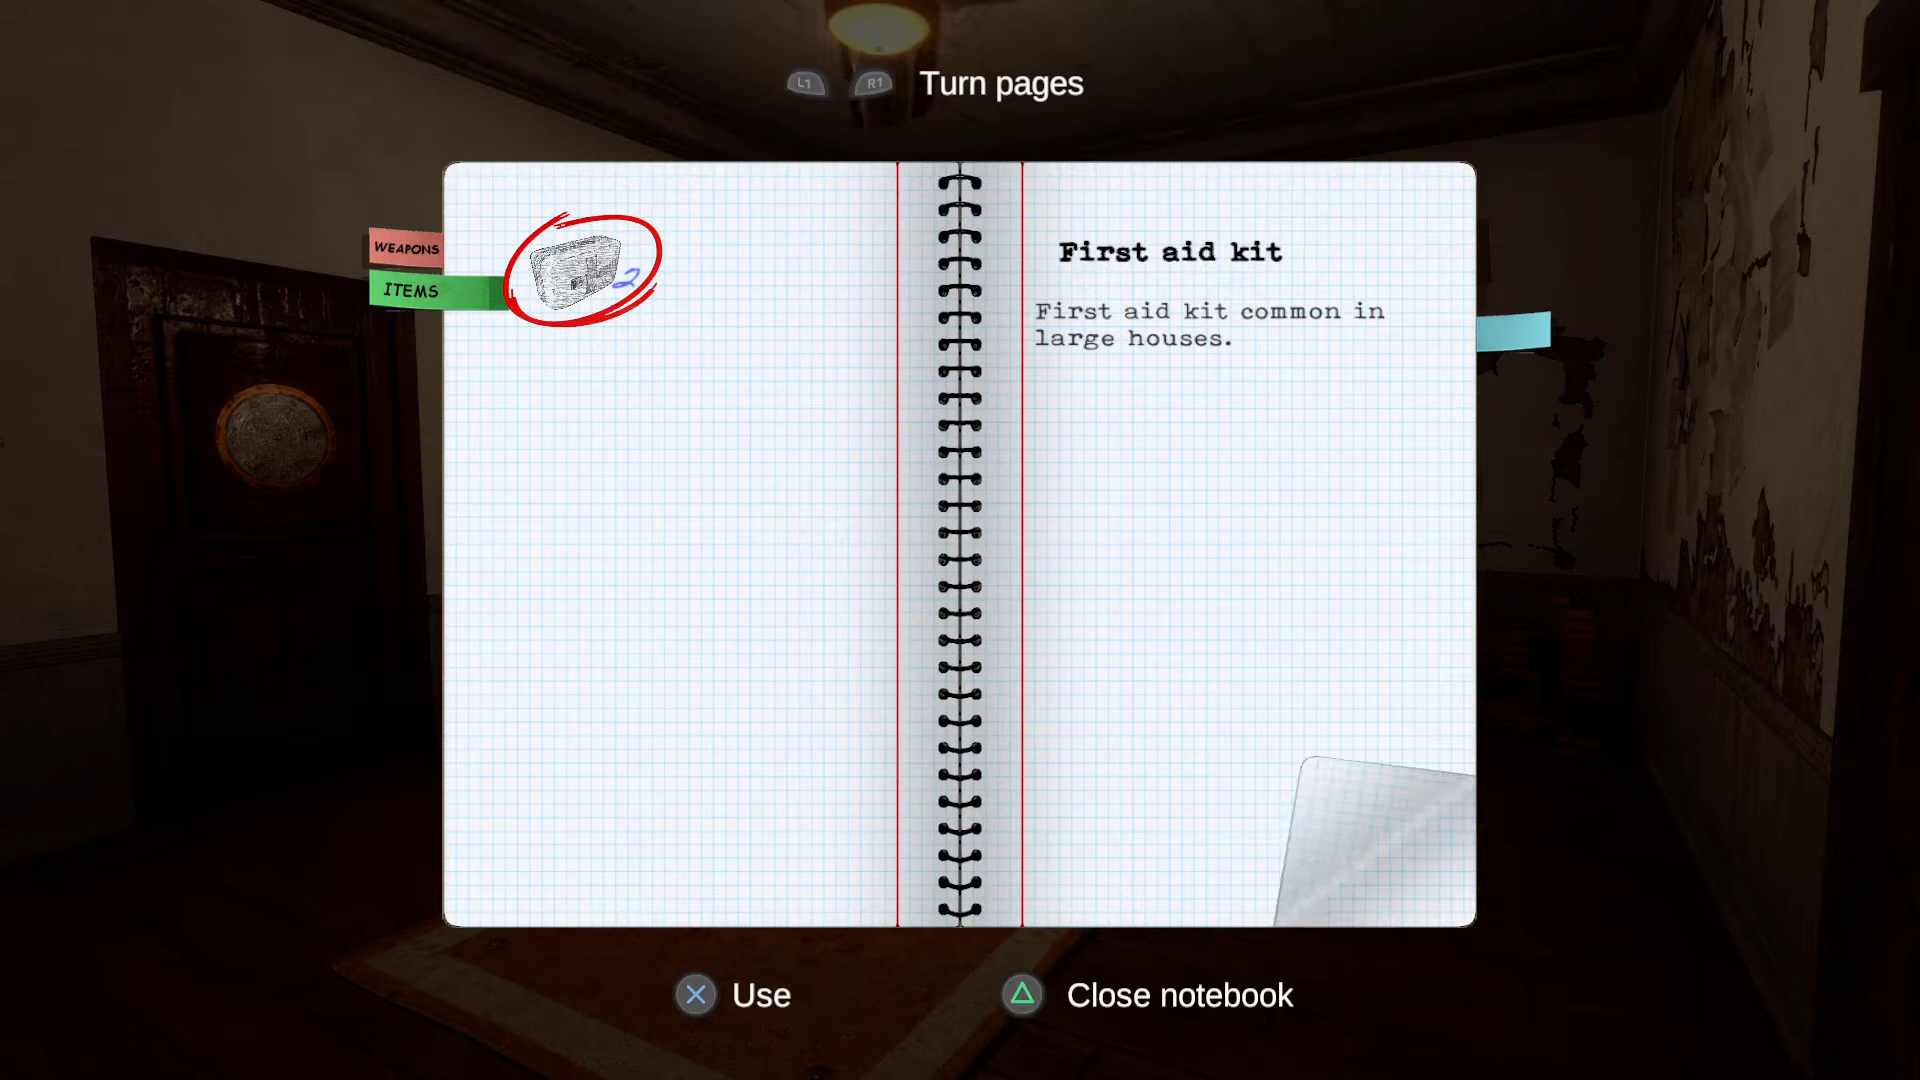 L1 R1 Turn pages
WEAPONS
ITEMS
2
First aid kit
First aid kit common in
large houses.
Use
Close notebook